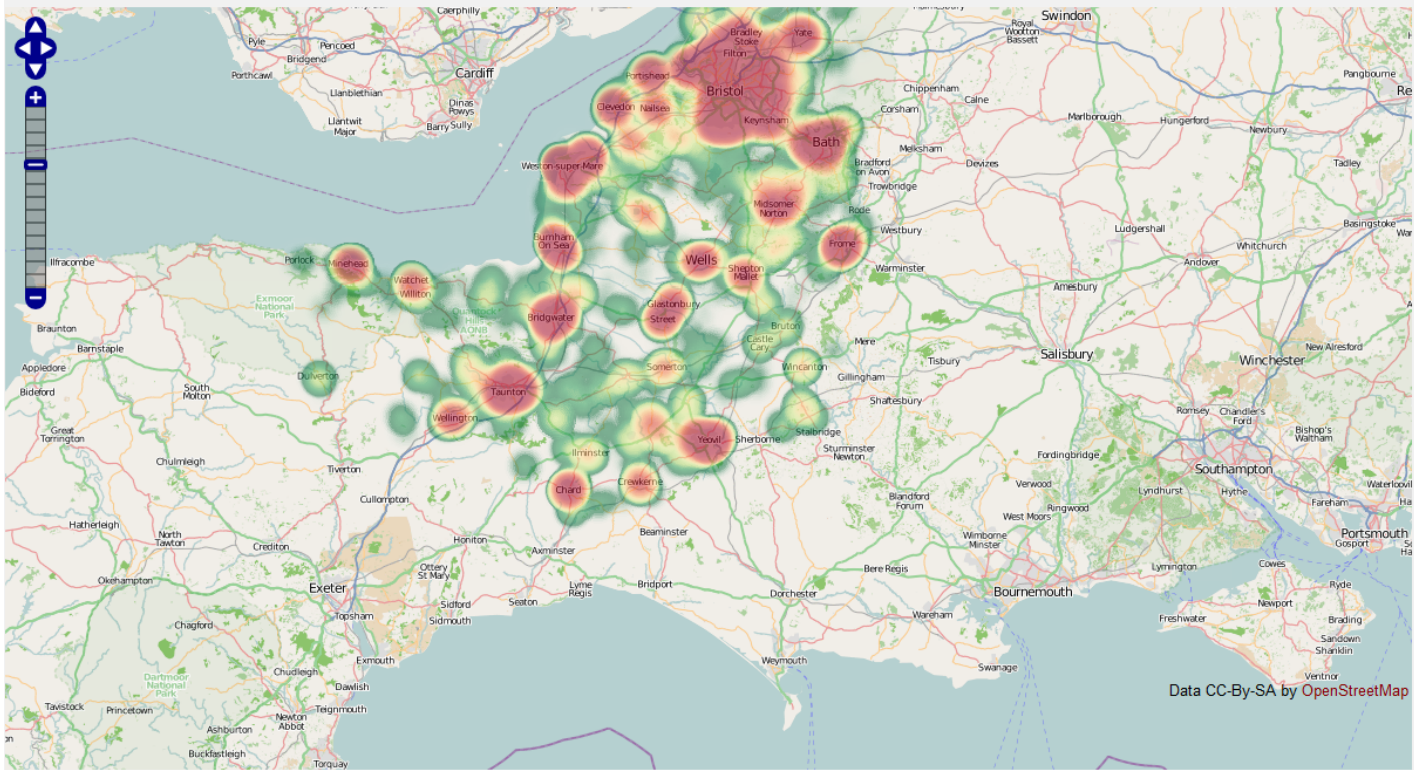 Caerphilly
Swindon
Pyle
Pencoed
Bridgend
Porthcawl
Cardiff
Llanblethian
Dinas
Powys
Llantwit
Major
Barry
Sully
Bradley
Stoke
Yate
Filton
Portishead
Bristol
Clevedon
Nailsea
Keynsham
Bath
Royal
Wootton
Bassett
Chippenham
Calne
Corsham
Marlborough
Hungerford
Pangbourne
Re
Newbury
Tadley
Melksham
Devizes
Bradford
on Avon
Trowbridge
Weston-super-Mare
Midsomer
Norton
Rode
Westbury
Ludgershall
Basingstoke
Whitchurch
Burnham
On Sea
Frome
Wells
Shepton
Mallet
Warminster
Andover
Amesbury
Ilfracombe
Porlock
Minehead
Watchet
Williton
Exmoor
National
Park
Quantock
Hills
AONB
Bridgwater
Glastonbury
Street
Bruton
Castle
Cary
Mere
Braunton
Barnstaple
Appledore
Bideford
South
Molton
Dulverton
Taunton
Somerton
Wincanton
Gillingham
Tisbury
Salisbury
Winchester
New Alresford
Great
Torrington
Wellington
Shaftesbury
Romsey
Chandler's
Ford
Bishop's
Waltham
Stalbridge
Yeovil
Sherborne
Sturminster
Newton
Ilminster
Chulmleigh
Tiverton
Fordingbridge
Southampton
Chard
Crewkerne
Cullompton
Verwood
Lyndhurst
Hythe
Fareham
Waterloovil
Blandford
Forum
West Moors
Ringwood
Hatherleigh
North
Tawton
Crediton
Honiton
Axminster
Beaminster
Wimborne
Minster
Portsmouth
Gosport
Okehampton
Exeter
Ottery
St Mary
Lyme
Regis
Bridport
Dorchester
Bere Regis
Bournemouth
Lymington
Cowes
Ryde
Topsham
Sidford
Sidmouth
Seaton
Wareham
Freshwater
Newport
Brading
Chagford
Exmouth
Sandown
Shanklin
Weymouth
Swanage
Ventnor
Dartmoor
National
Park
Chudleigh
Dawlish
Teignmouth
Data CC-By-SA by OpenStreetMap
Tavistock
Princetown
Newton
Abbot
Ashburton
Buckfastleigh
Torquay